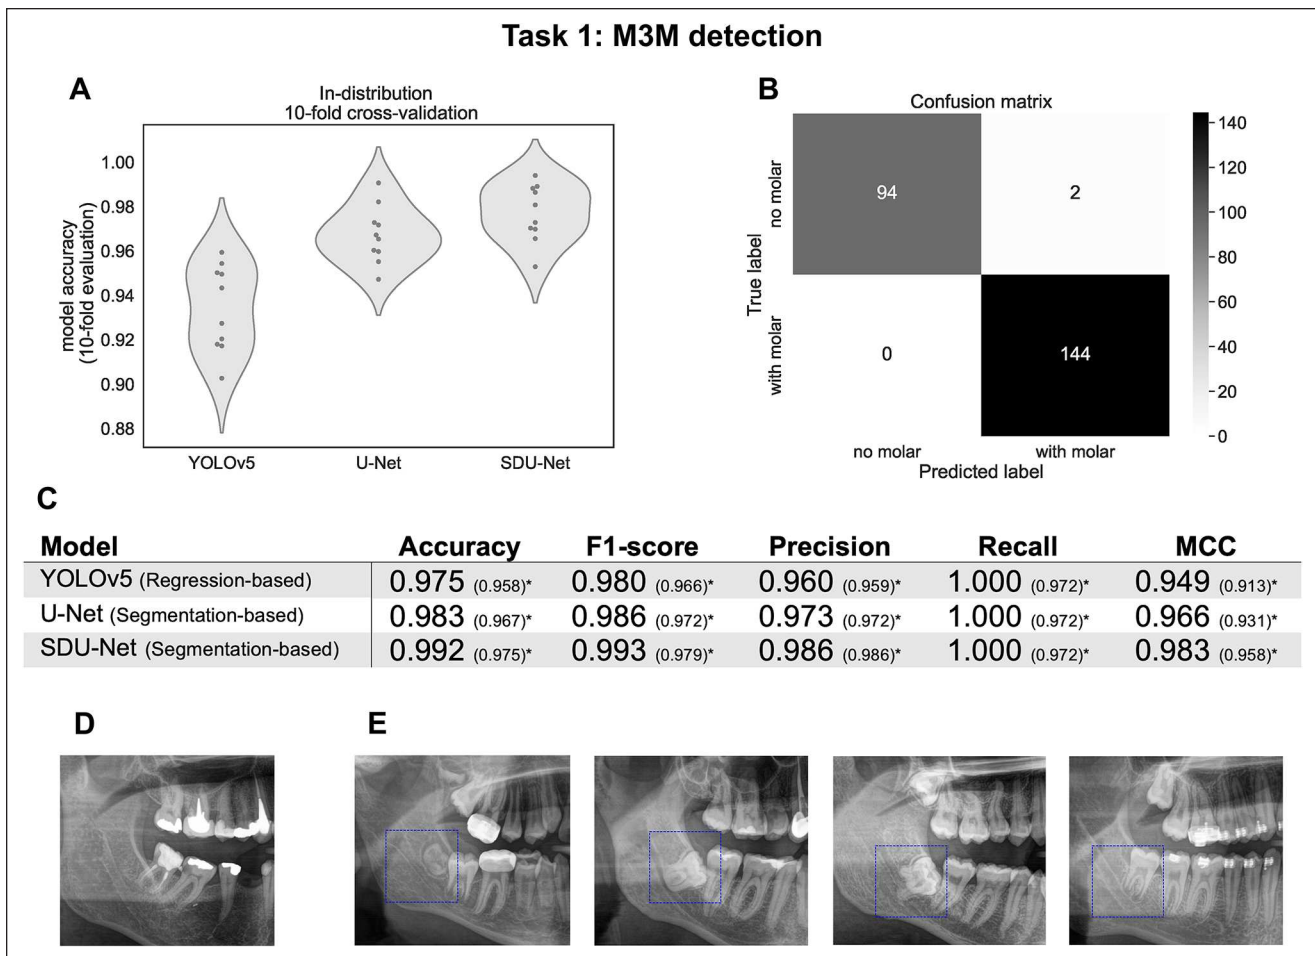 Task 1: M3M detection
A
In-distribution
10-fold cross-validation
model accuracy
(10-fold evaluation)
1.00
0.98
0.96
0.94
0.92
0.90
0.88
YOLOv5 U-Net SDU-Net
B
Confusion matrix
True label
no molar
with molar
94 2
0 144
no molar with molar
Predicted label
140
120
100
80
60
40
20
0
C
Model Accuracy F1-score Precision Recall MCC
YOLOv5 (Regression-based) 0.975 (0.958)* 0.980 (0.966)* 0.960 (0.959)* 1.000 (0.972)* 0.949 (0.913)*
U-Net (Segmentation-based) 0.983 (0.967)* 0.986 (0.972)* 0.973 (0.972)* 1.000 (0.972)* 0.966 (0.931)*
SDU-Net (Segmentation-based) 0.992 (0.975)* 0.993 (0.979)* 0.986 (0.986)* 1.000 (0.972)* 0.983 (0.958)*
D
E